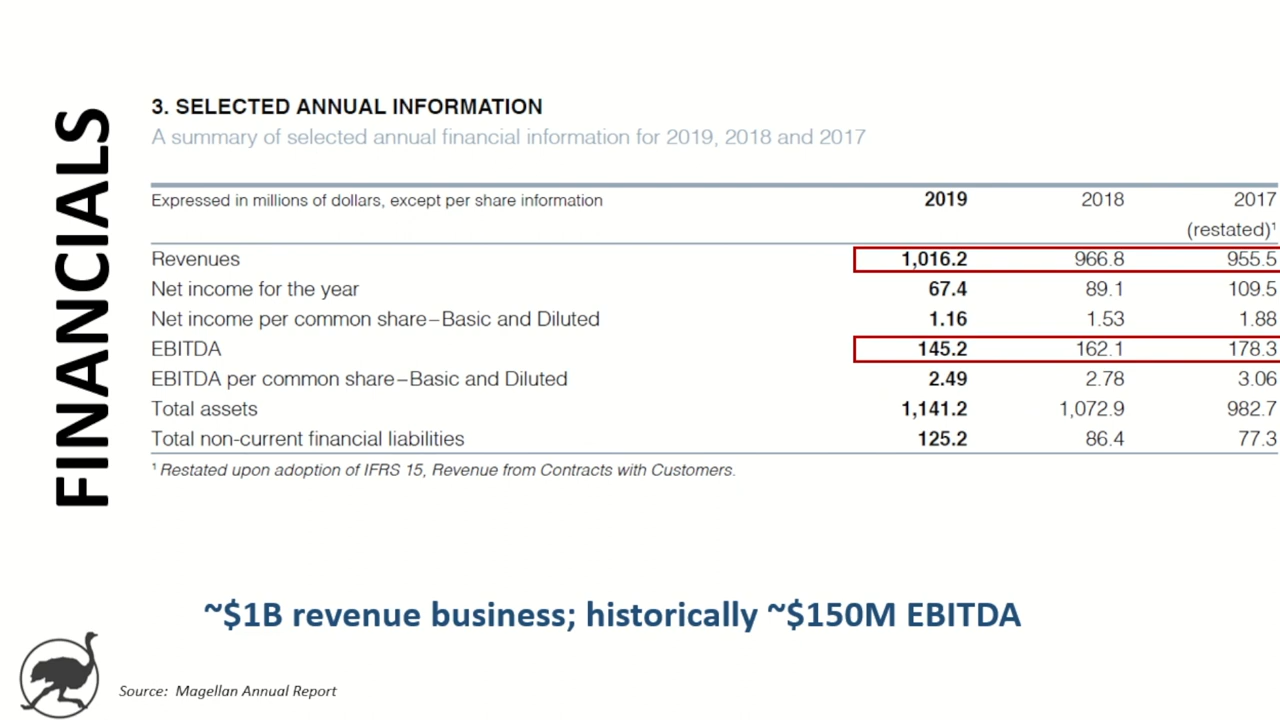 FINANCIALS
3. SELECTED ANNUAL INFORMATION
A summary of selected annual financial information for 2019, 2018 and 2017
Expressed in millions of dollars, except per share information 2019 2018 2017
(restated)¹
Revenues 1,016.2 966.8 955.5
Net income for the year 67.4 89.1 109.5
Net income per common share–Basic and Diluted 1.16 1.53 1.88
EBITDA 145.2 162.1 178.3
EBITDA per common share–Basic and Diluted 2.49 2.78 3.06
Total assets 1,141.2 1,072.9 982.7
Total non-current financial liabilities 125.2 86.4 77.3
¹ Restated upon adoption of IFRS 15, Revenue from Contracts with Customers.
~$1B revenue business; historically ~$150M EBITDA
Source: Magellan Annual Report